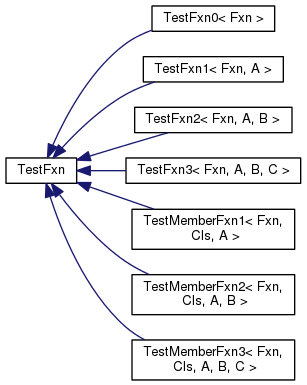 TestFxn0< Fxn >
TestFxn1< Fxn, A >
TestFxn2< Fxn, A, B >
TestFxn
TestFxn3< Fxn, A, B, C >
TestMemberFxn1< Fxn,
Cls, A >
TestMemberFxn2< Fxn,
Cls, A, B >
TestMemberFxn3< Fxn,
Cls, A, B, C >